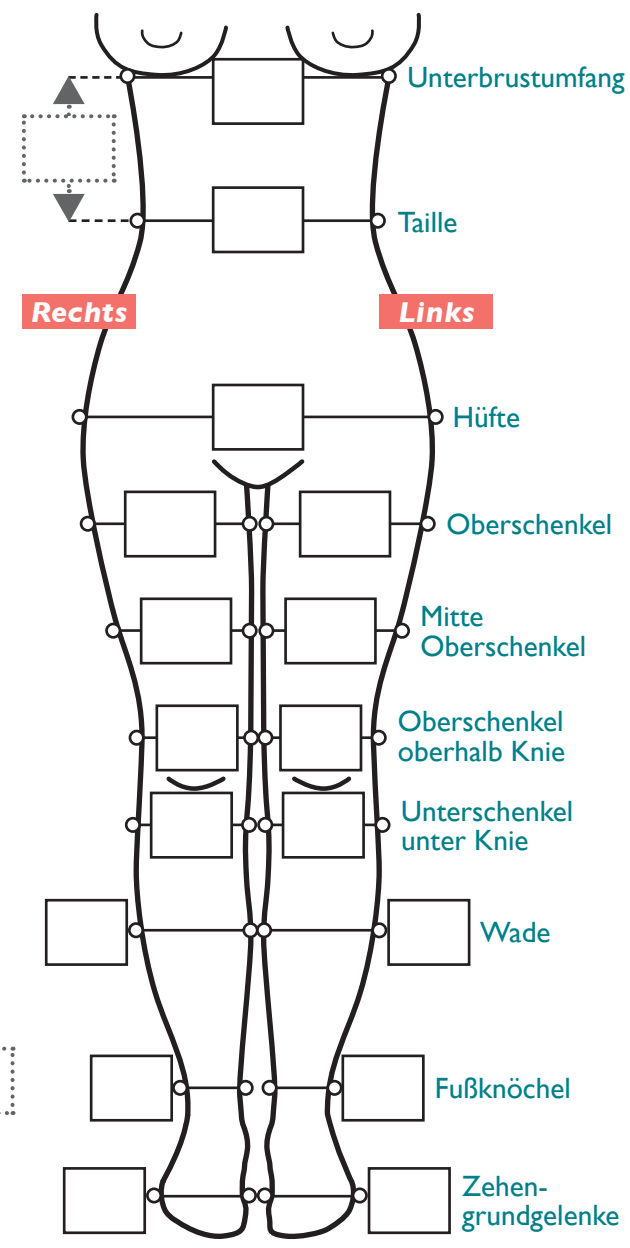 Unterbrustumfang
Taille
Rechts
Links
Hüfte
Oberschenkel
Mitte
Oberschenkel
Oberschenkel
oberhalb Knie
Unterschenkel
unter Knie
Wade
Fußknöchel
Zehen-
grundgelenke